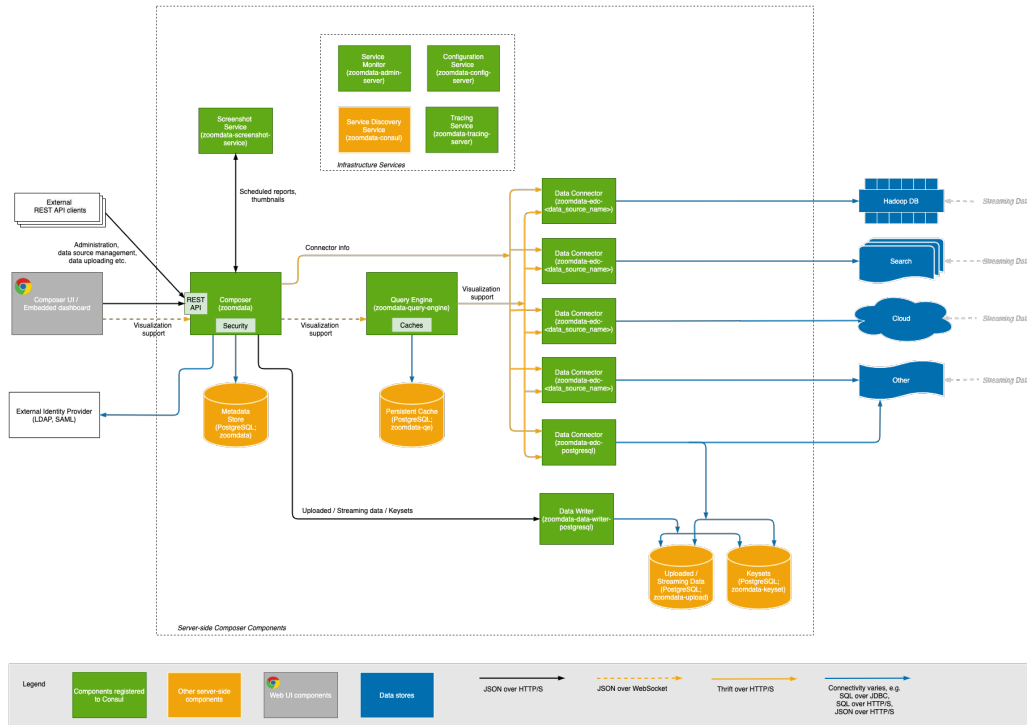 Service
Monitor
(zoomdata-admin-
server)
Configuration
Service
(zoomdata-config-
server)
Service Discovery
Service
(zoomdata-consul)
Tracing
Service
(zoomdata-tracing-
server)
Infrastructure Services
Screenshot
Service
(zoomdata-screenshot-
service)
Scheduled reports,
thumbnails
External
REST API clients
Administration,
data source management,
data uploading etc.
Connector info
Composer UI /
Embedded dashboard
Visualization
support
REST
API
Composer
(zoomdata)
Security
Visualization
support
Query Engine
(zoomdata-query-engine)
Caches
Visualization
support
Data Connector
(zoomdata-edc-
<data_source_name>)
Data Connector
(zoomdata-edc-
<data_source_name>)
Data Connector
(zoomdata-edc-
<data_source_name>)
Data Connector
(zoomdata-edc-
<data_source_name>)
Data Connector
(zoomdata-edc-
postgresql)
Hadoop DB
Streaming Dat
Search
Streaming Dat
Cloud
Streaming Dat
Other
Streaming Dat
External Identity Provider
(LDAP, SAML)
Metadata
Store
(PostgreSQL;
zoomdata)
Persistent Cache
(PostgreSQL;
zoomdata-qe)
Uploaded / Streaming data / Keysets
Data Writer
(zoomdata-data-writer-
postgresql)
Uploaded /
Streaming Data
(PostgreSQL;
zoomdata-upload)
Keysets
(PostgreSQL;
zoomdata-keyset)
Server-side Composer Components
Legend
Components registered
to Consul
Other server-side
components
Web UI components
Data stores
JSON over HTTP/S
JSON over WebSocket
Thrift over HTTP/S
Connectivity varies, e.g.
SQL over JDBC,
SQL over HTTP/S,
JSON over HTTP/S